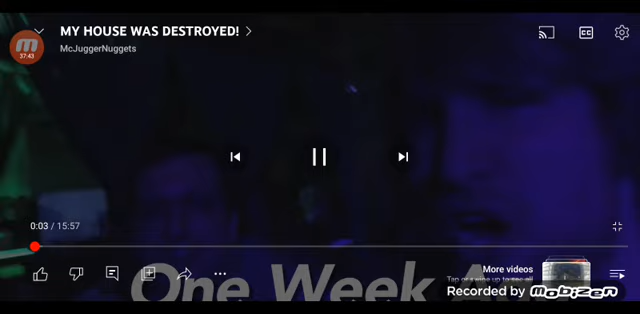 MY HOUSE WAS DESTROYED!
McJuggerNuggets
m
37:43
CC
0:03 / 15:57
More videos
Tap or swipe up to see all
One Week A
Recorded by Mobizen